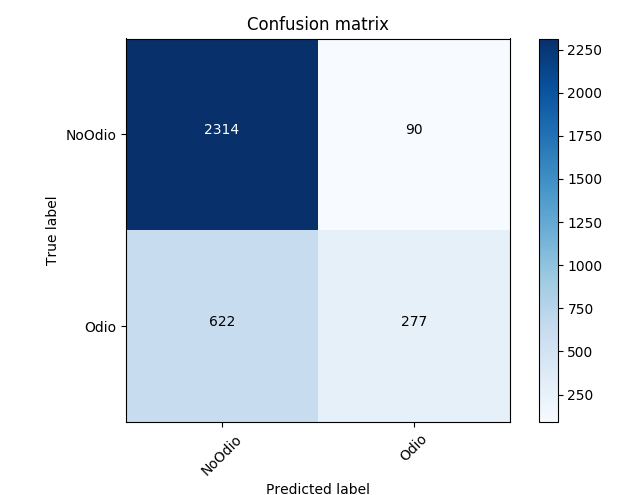 Confusion matrix
True label
NoOdio
2314
90
Odio
622
277
NoOdio
Odio
Predicted label
2250
2000
1750
1500
1250
1000
750
500
250